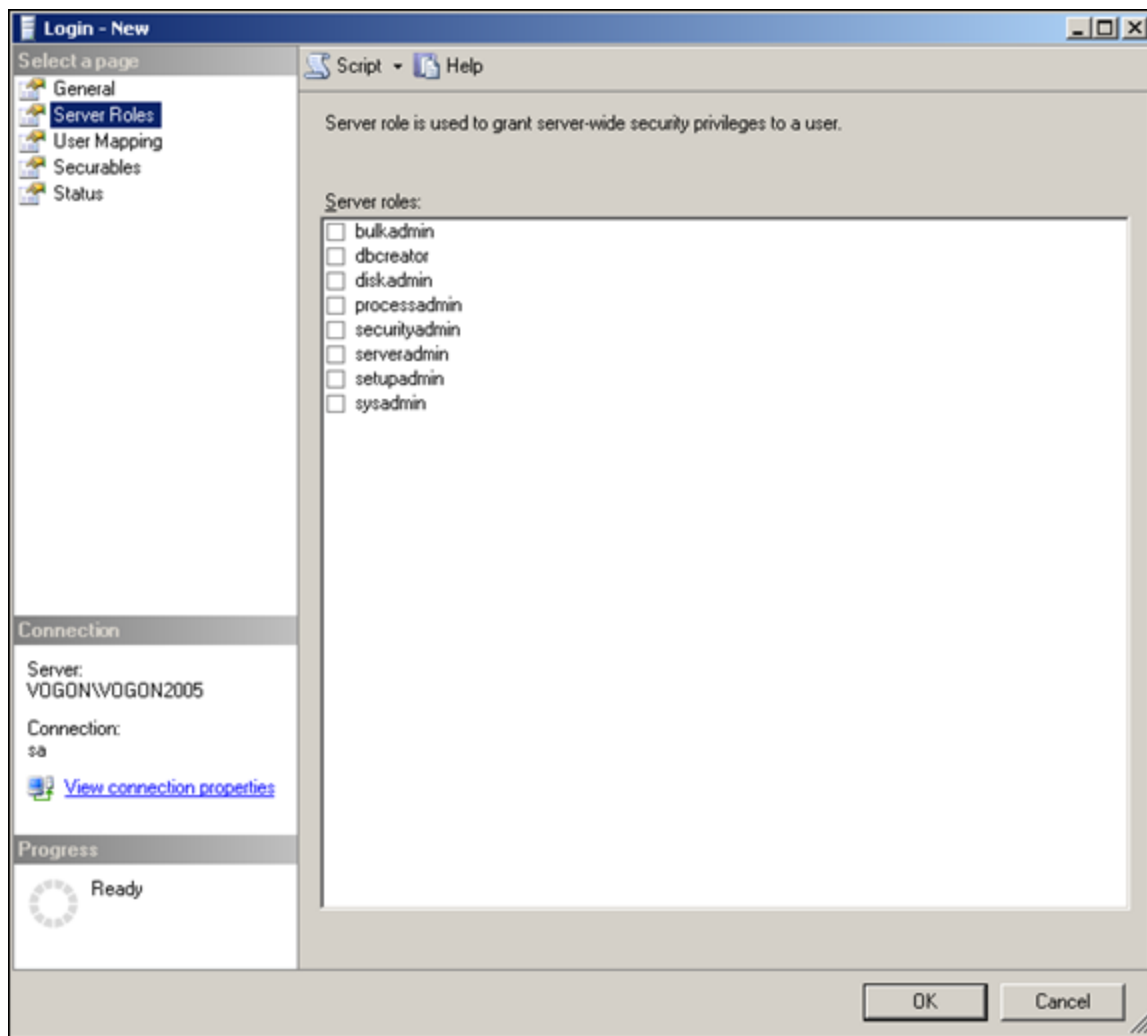 Login - New
Select a page
General
Server Roles
User Mapping
Securables
Status
Script
Help
Server role is used to grant server-wide security privileges to a user.
Server roles:
bulkadmin
dbcreator
diskadmin
processadmin
securityadmin
serveradmin
setupadmin
sysadmin
Connection
Server:
VOGON\VOGON2005
Connection:
sa
View connection properties
Progress
Ready
OK
Cancel